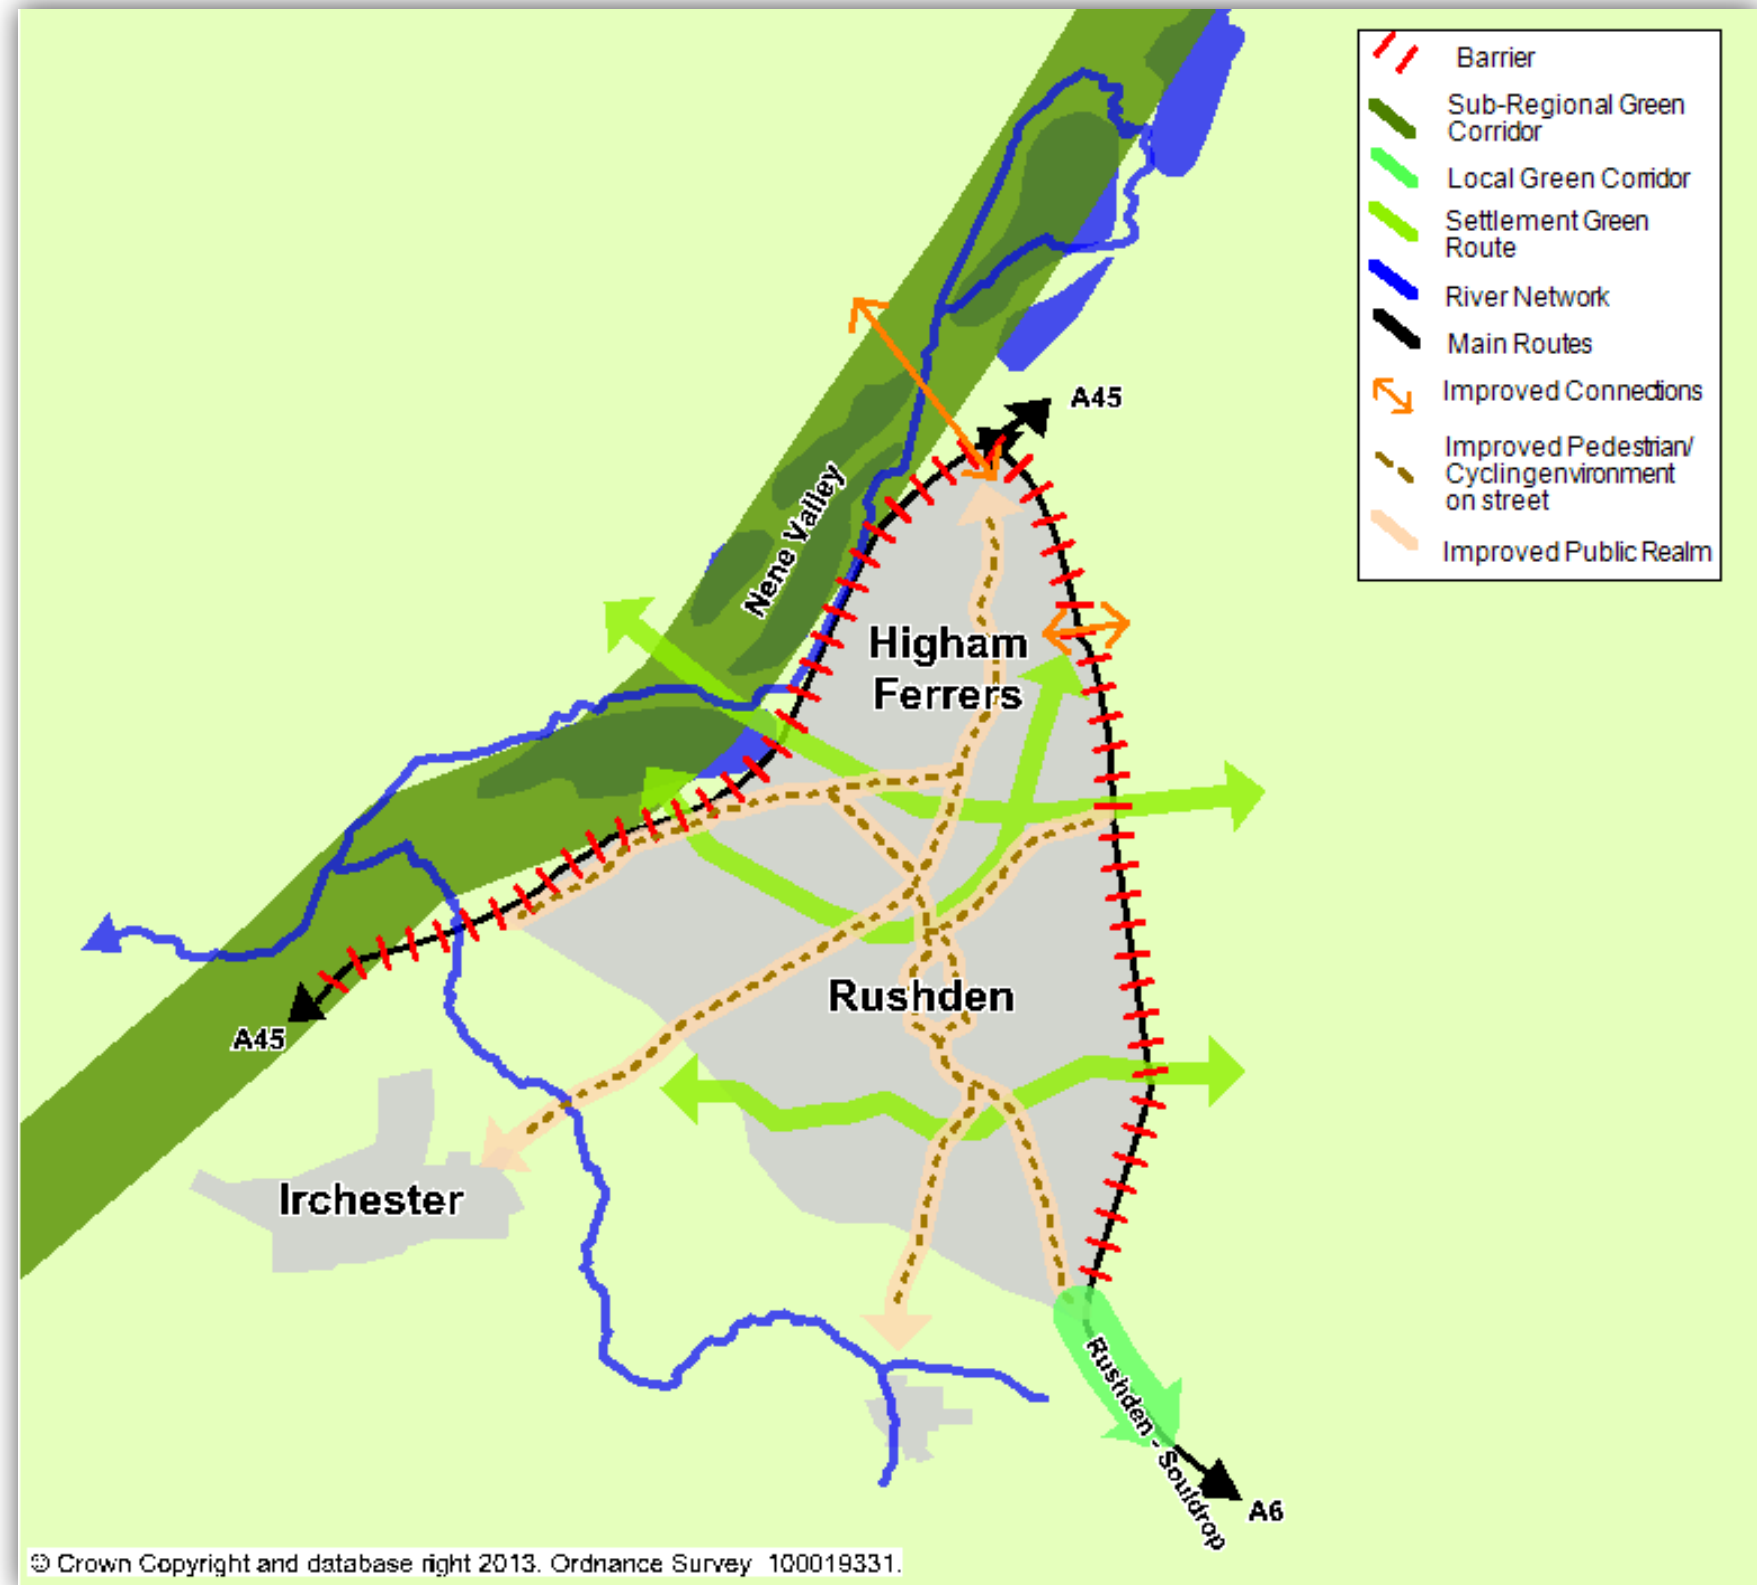 Barrier
Sub-Regional Green
Corridor
Local Green Corridor
Settlement Green
Route
River Network
Main Routes
Improved Connections
Improved Pedestrian/
Cyclingenvironment
on street
Improved Public Realm
A45
Nene Valley
Higham
Ferrers
Rushden
A45
Irchester
Rushden - Souldrop
A6
© Crown Copyright and database right 2013. Ordnance Survey 100019331.